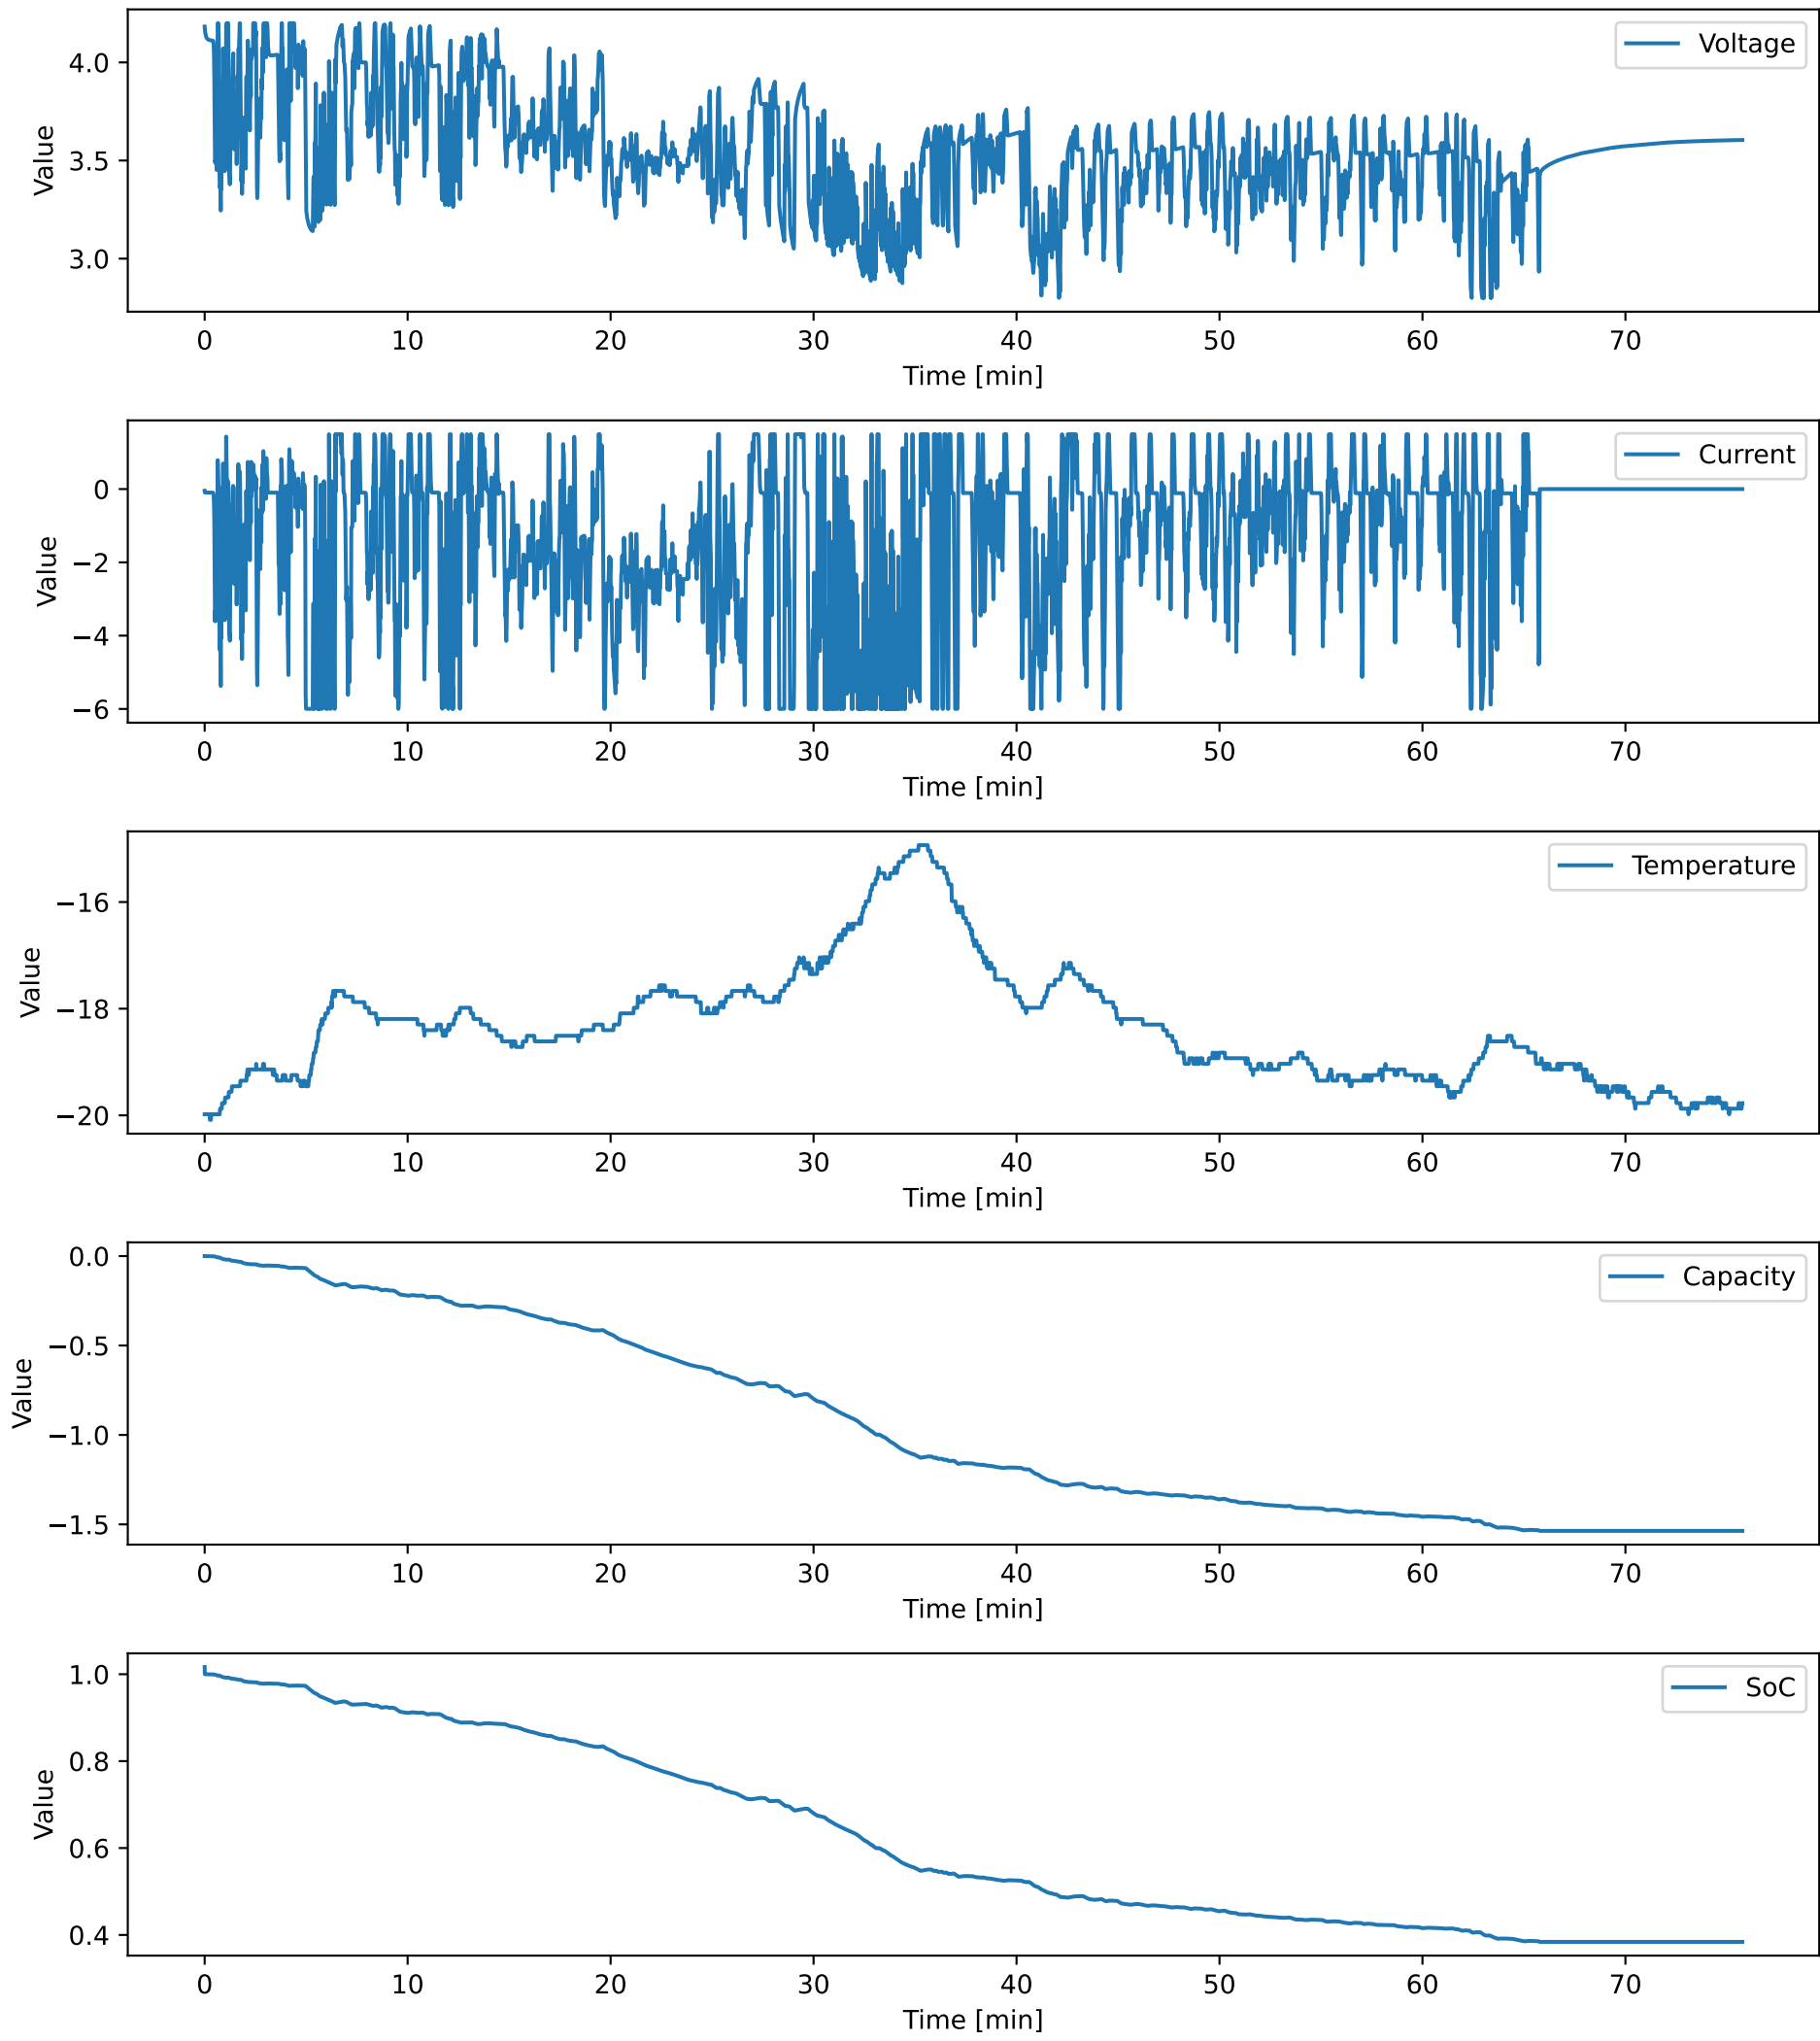 Voltage
4.0
3.5
3.0
Value
0 10 20 30 40 50 60 70
Time [min]
Current
0
−2
−4
−6
Value
0 10 20 30 40 50 60 70
Time [min]
Temperature
−16
−18
−20
Value
0 10 20 30 40 50 60 70
Time [min]
Capacity
0.0
−0.5
−1.0
−1.5
Value
0 10 20 30 40 50 60 70
Time [min]
SoC
1.0
0.8
0.6
0.4
Value
0 10 20 30 40 50 60 70
Time [min]